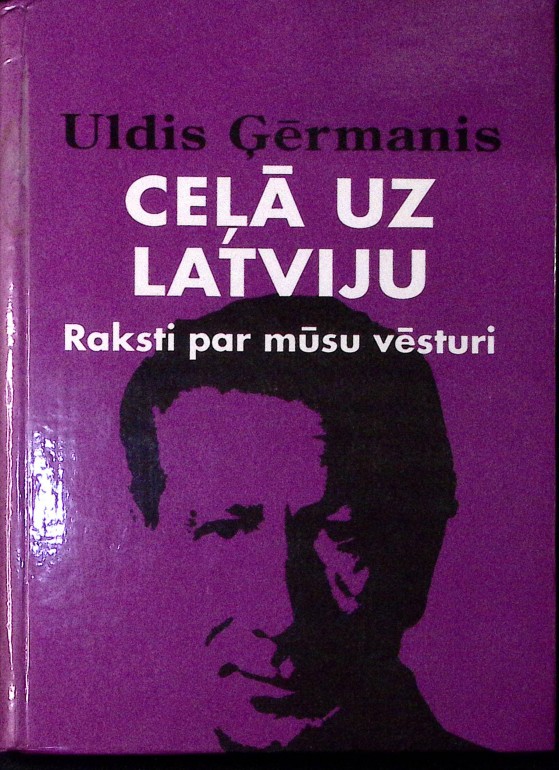 Uldis Ģērmanis
CEĻĀ UZ
LATVIJU
Raksti par mūsu vēsturi